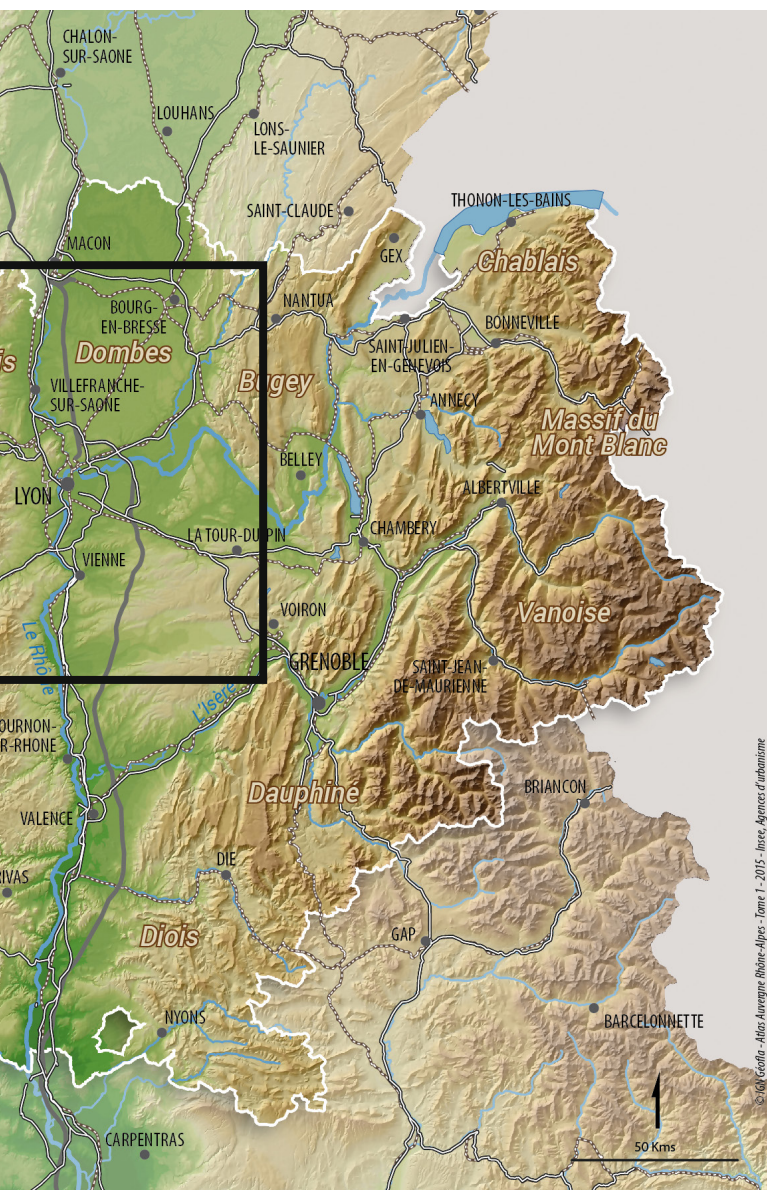 CHALON-
SUR-SAONE
LOUHANS
LONS-
LE-SAUNIER
SAINT-CLAUDE
THONON-LES-BAINS
MACON
GEX
Chablais
BOURG-
EN-BRESSE
NANTUA
BONNEVILLE
Dombes
SAINT-JULIEN-
EN-GENEVOIS
is
VILLEFRANCHE-
SUR-SAONE
Bugey
ANNECY
Massif du
Mont Blanc
BELLEY
LYON
ALBERTVILLE
LA TOUR-DU-PIN
CHAMBERY
VIENNE
VOIRON
Vanoise
Le Rhône
GRENOBLE
SAINT-JEAN-
DE-MAURIENNE
L'Isère
OURNON-
R-RHONE
Dauphiné
BRIANCON
VALENCE
DIE
RIVAS
Diois
GAP
NYONS
BARCELONNETTE
CARPENTRAS
50 Kms
© IGN Géofla - Atlas Auvergne Rhône-Alpes - Tome 1 - 2015 - Insee, Agences d'urbanisme